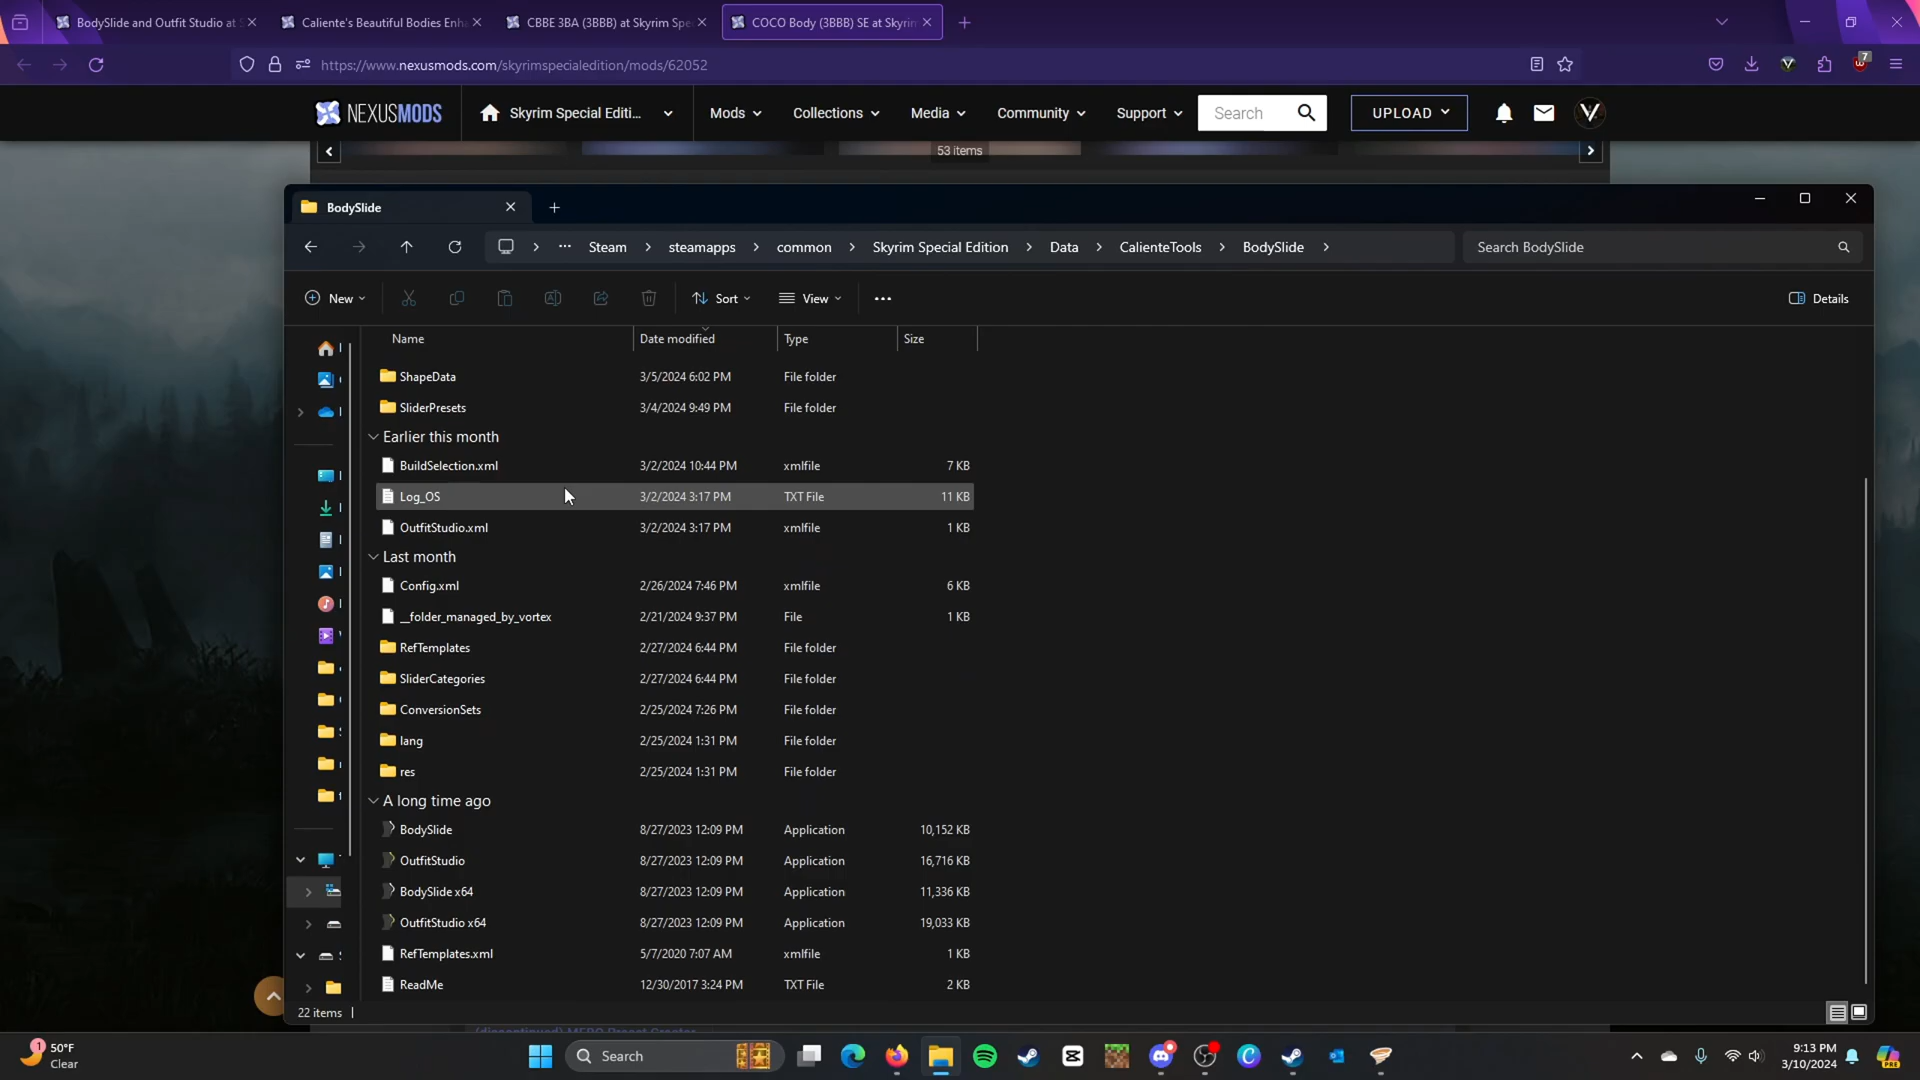 BodySlide and Outfit Studio at
Caliente's Beautiful Bodies Enha
CBBE 3BA (3BBB) at Skyrim Spe
COCO Body (3BBB) SE at Skyrin
https://www.nexusmods.com/skyrimspecialedition/mods/62052
7
NEXUSMODS
Skyrim Special Editi...
Mods
Collections
Media
Community
Support
Search
UPLOAD
53 items
BodySlide
Steam
steamapps
common
Skyrim Special Edition
Data
CalienteTools
BodySlide
Search BodySlide
New
Sort
View
Details
Name Date modified Type Size
ShapeData 3/5/2024 6:02 PM File folder
SliderPresets 3/4/2024 9:49 PM File folder
Earlier this month
BuildSelection.xml 3/2/2024 10:44 PM xmlfile 7 KB
Log_OS 3/2/2024 3:17 PM TXT File 11 KB
OutfitStudio.xml 3/2/2024 3:17 PM xmlfile 1 KB
Last month
Config.xml 2/26/2024 7:46 PM xmlfile 6 KB
__folder_managed_by_vortex 2/21/2024 9:37 PM File 1 KB
RefTemplates 2/27/2024 6:44 PM File folder
SliderCategories 2/27/2024 6:44 PM File folder
ConversionSets 2/25/2024 7:26 PM File folder
lang 2/25/2024 1:31 PM File folder
res 2/25/2024 1:31 PM File folder
A long time ago
BodySlide 8/27/2023 12:09 PM Application 10,152 KB
OutfitStudio 8/27/2023 12:09 PM Application 16,716 KB
BodySlide x64 8/27/2023 12:09 PM Application 11,336 KB
OutfitStudio x64 8/27/2023 12:09 PM Application 19,033 KB
RefTemplates.xml 5/7/2020 7:07 AM xmlfile 1 KB
ReadMe 12/30/2017 3:24 PM TXT File 2 KB
22 items
1
50°F
Clear
Search
9:13 PM
3/10/2024
PRE